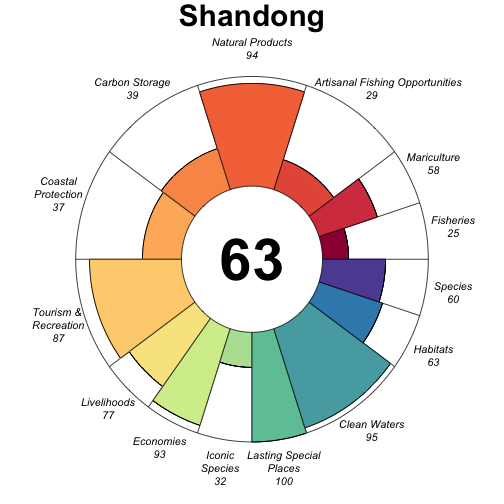 Shandong
Natural Products
94
Artisanal Fishing Opportunities
29
Mariculture
58
Fisheries
25
Species
60
Habitats
63
Clean Waters
95
Lasting Special
Places
100
Iconic
Species
32
Economies
93
Livelihoods
77
Tourism &
Recreation
87
Coastal
Protection
37
Carbon Storage
39
63